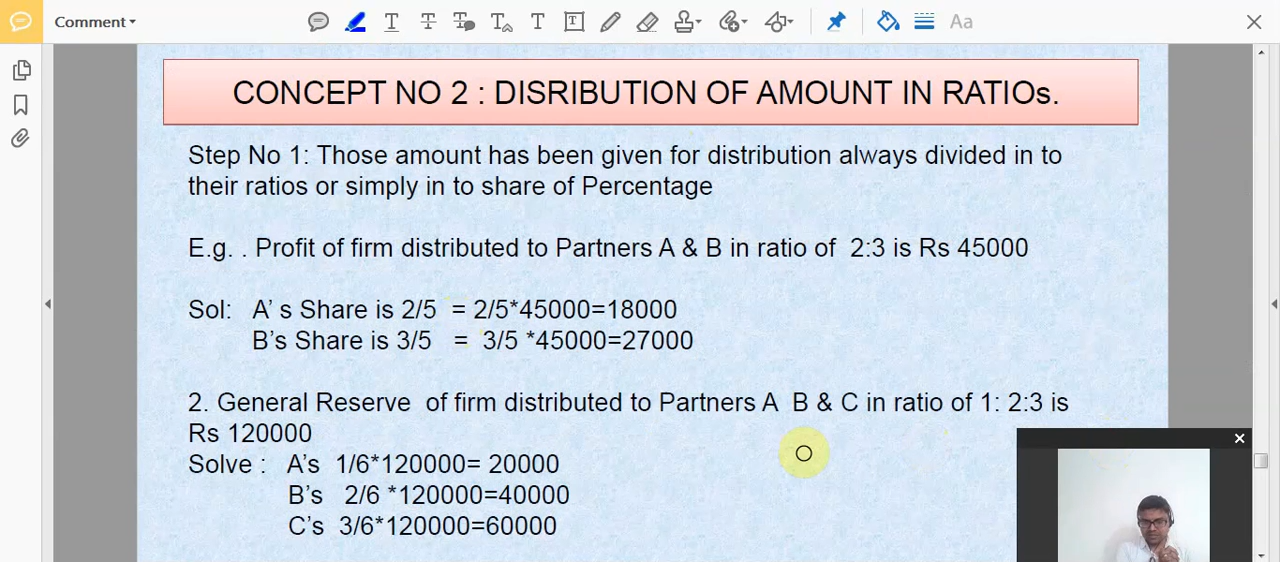 Comment
Aa
CONCEPT NO 2 : DISRIBUTION OF AMOUNT IN RATIOs.
Step No 1: Those amount has been given for distribution always divided in to
their ratios or simply in to share of Percentage
E.g. . Profit of firm distributed to Partners A & B in ratio of 2:3 is Rs 45000
Sol: A' s Share is 2/5 = 2/5*45000=18000
B's Share is 3/5 = 3/5 *45000=27000
2. General Reserve of firm distributed to Partners A B & C in ratio of 1: 2:3 is
Rs 120000
Solve : A's 1/6*120000= 20000
B's 2/6 *120000=40000
C's 3/6*120000=60000